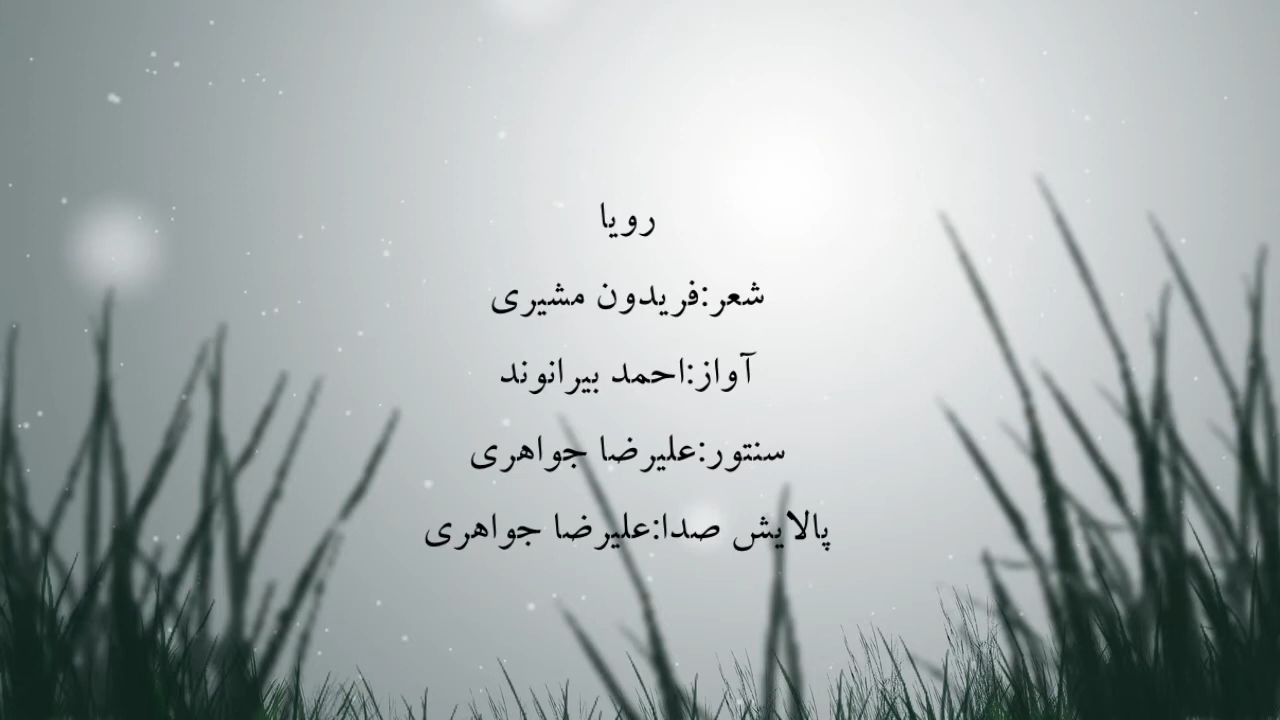 رویا
شعر:فریدون مشیری
آواز:احمد بیرانوند
سنتور:علیرضا جواهری
پالایش صدا:علیرضا جواهری